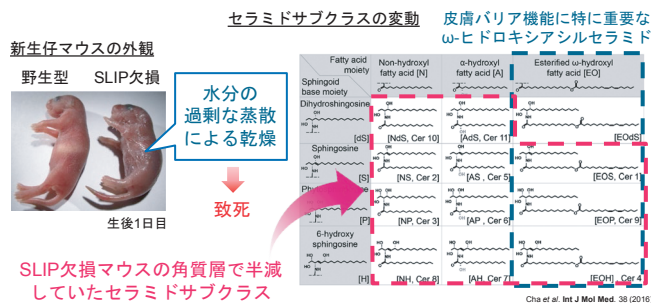 セラミドサブクラスの変動
皮膚バリア機能に特に重要な
ω-ヒドロキシアシルセラミド
新生仔マウスの外観
野生型 SLIP欠損
水分の
過剰な蒸散
による乾燥
致死
生後1日目
SLIP欠損マウスの角質層で半減
していたセラミドサブクラス
Fatty acid
moiety
Non-hydroxyl
fatty acid [N]
α-hydroxyl
fatty acid [A]
Esterified ω-hydroxyl
fatty acid [EO]
Sphingoid
base moiety
Dihydroshingosine
[dS] [NdS, Cer 10] [AdS, Cer 11] [EOdS]
Sphingosine
[S] [NS, Cer 2] [AS , Cer 5] [EOS, Cer 1]
[P] [NP, Cer 3] [AP , Cer 6] [EOP, Cer 9]
6-hydroxy
sphingosine
[H] [NH, Cer 8] [AH, Cer 7] [EOH] , Cer 4
Cha et al. Int J Mol Med. 38 (2016